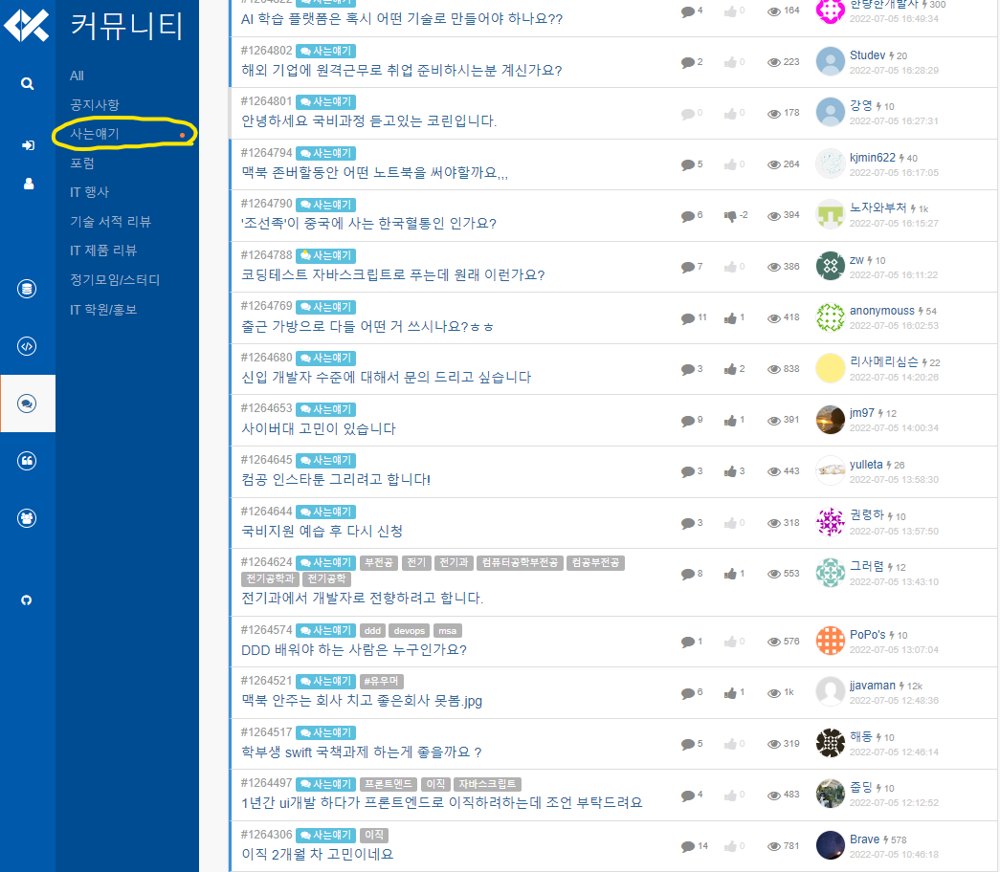 커뮤니티
All
공지사항
사는얘기
포럼
IT 행사
기술 서적 리뷰
IT 제품 리뷰
정기모임/스터디
IT 학원/홍보
사는얘기
AI 학습 플랫폼은 혹시 어떤 기술로 만들어야 하나요??
4 0 164
한량한개발자 300
2022-07-05 16:49:34
#1264802 사는얘기
해외 기업에 원격근무로 취업 준비하시는분 계신가요?
2 0 223
Studev 20
2022-07-05 16:28:29
#1264801 사는얘기
안녕하세요 국비과정 듣고있는 코린입니다.
0 0 178
강영 10
2022-07-05 16:27:31
#1264794 사는얘기
맥북 존버할동안 어떤 노트북을 써야할까요,,,
5 0 264
kjmin622 40
2022-07-05 16:17:05
#1264790 사는얘기
'조선족'이 중국에 사는 한국혈통인 인가요?
6 -2 394
노자와부처 1k
2022-07-05 16:15:27
#1264788 사는얘기
코딩테스트 자바스크립트로 푸는데 원래 이런가요?
7 0 386
zw 10
2022-07-05 16:11:22
#1264769 사는얘기
출근 가방으로 다들 어떤 거 쓰시나요?ㅎㅎ
11 1 418
anonymouss 54
2022-07-05 16:02:53
#1264680 사는얘기
신입 개발자 수준에 대해서 문의 드리고 싶습니다
3 2 838
리사메리심슨 22
2022-07-05 14:20:26
#1264653 사는얘기
사이버대 고민이 있습니다
9 1 391
jm97 12
2022-07-05 14:00:34
#1264645 사는얘기
컴공 인스타툰 그리려고 합니다!
3 3 443
yulleta 26
2022-07-05 13:58:30
#1264644 사는얘기
국비지원 예습 후 다시 신청
3 0 318
권령하 10
2022-07-05 13:57:50
#1264624 사는얘기 부전공 전기 전기과 컴퓨터공학부전공 컴공부전공
전기공학과 전기공학
전기과에서 개발자로 전향하려고 합니다.
8 1 553
그러렴 12
2022-07-05 13:43:10
#1264574 사는얘기 ddd devops msa
DDD 배워야 하는 사람은 누구인가요?
1 0 576
PoPo's 10
2022-07-05 13:07:04
#1264521 사는얘기 #유우머
맥북 안주는 회사 치고 좋은회사 못봄.jpg
6 1 1k
jjavaman 12k
2022-07-05 12:48:36
#1264517 사는얘기
학부생 swift 국책과제 하는게 좋을까요 ?
5 0 319
해동 10
2022-07-05 12:46:14
#1264497 사는얘기 프론트엔드 이직 자바스크립트
1년간 ui개발 하다가 프론트엔드로 이직하려하는데 조언 부탁드려요
4 0 483
즙딩 10
2022-07-05 12:12:52
#1264306 사는얘기 이직
이직 2개월 차 고민이네요
14 0 781
Brave 578
2022-07-05 10:46:18